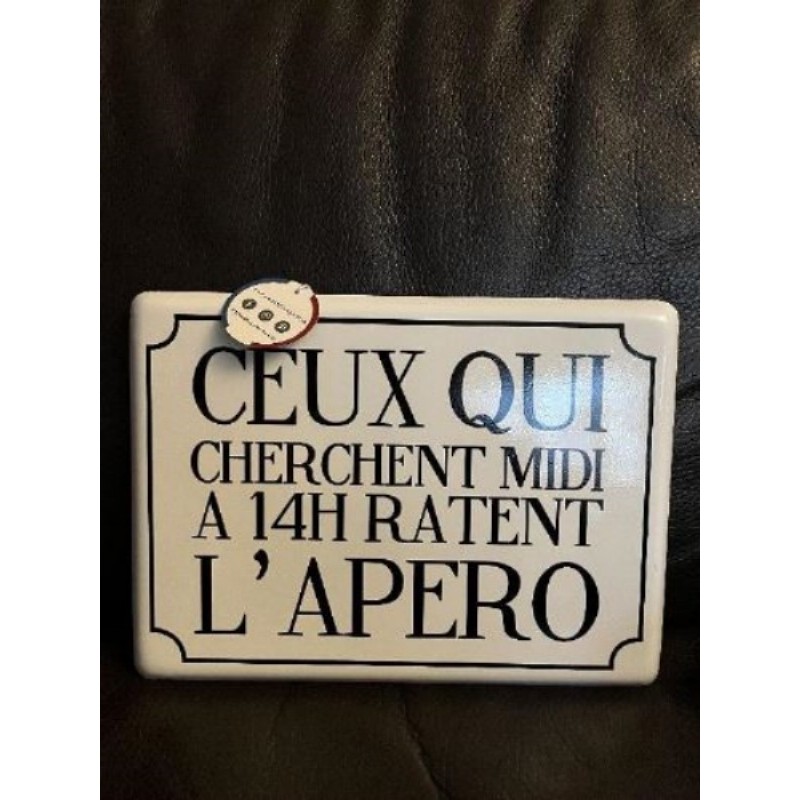 CEUX QUI
CHERCHENT MIDI
A 14H RATENT
L'APERO